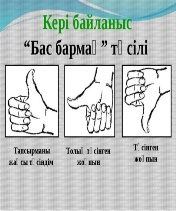 Кері байланыс
“Бас бармақ” тәсілі
Тапсырманы
жақсы түсіндім
Толық түсінген
жоқпын
Түсінген
жоқпын